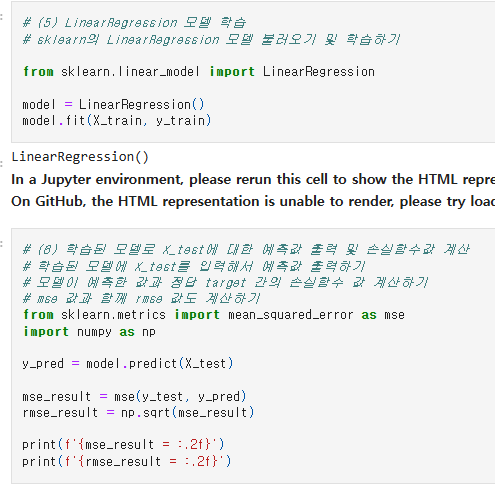 # (5) LinearRegression 모델 학습
# sklearn의 LinearRegression 모델 불러오기 및 학습하기
from sklearn.linear_model import LinearRegression
model = LinearRegression()
model.fit(X_train, y_train)
LinearRegression()
In a Jupyter environment, please rerun this cell to show the HTML repre
On GitHub, the HTML representation is unable to render, please try load
# (6) 학습된 모델로 X_test에 대한 예측값 출력 및 손실함수값 계산
# 학습된 모델에 X_test를 입력해서 예측값 출력하기
# 모델이 예측한 값과 정답 target 간의 손실함수 값 계산하기
# mse 값과 함께 rmse 값도 계산하기
from sklearn.metrics import mean_squared_error as mse
import numpy as np
y_pred = model.predict(X_test)
mse_result = mse(y_test, y_pred)
rmse_result = np.sqrt(mse_result)
print(f'{mse_result = :.2f}')
print(f'{rmse_result = :.2f}')